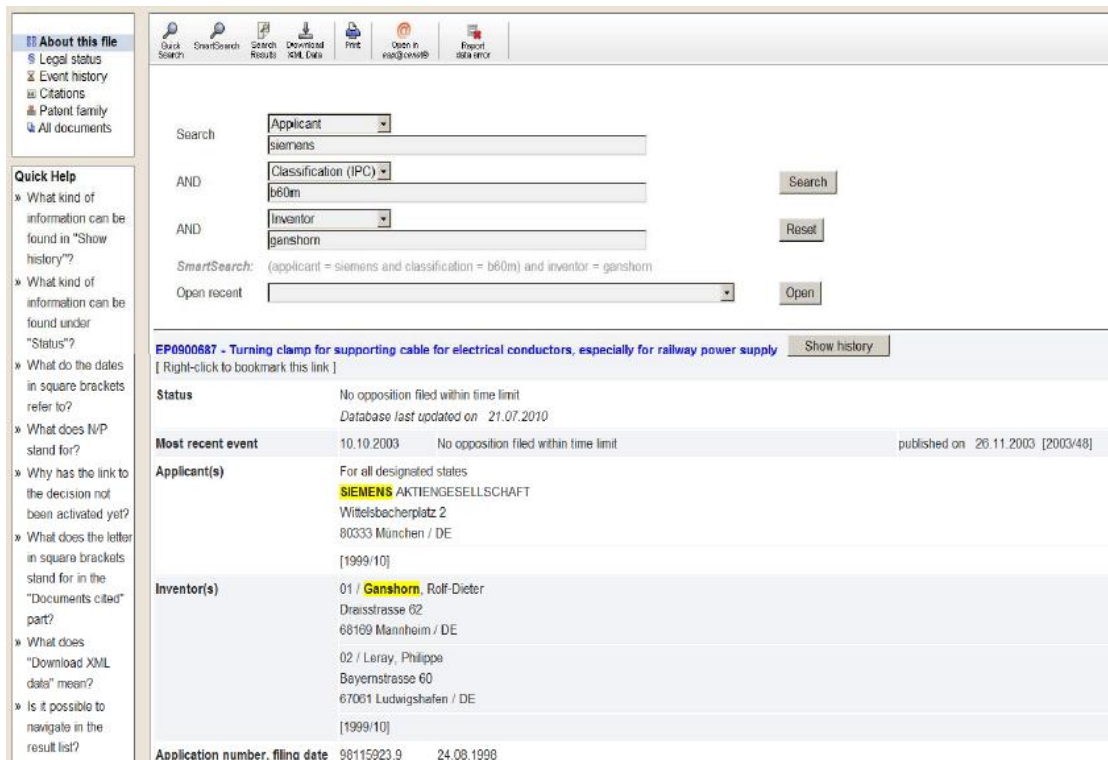 About this file
§ Legal status
Event history
Citations
Patent family
All documents
Quick Help
» What kind of
information can be
found in "Show
history"?
» What kind of
information can be
found under
"Status"?
» What do the dates
in square brackets
refer to?
» What does N/P
stand for?
» Why has the link to
the decision not
been activated yet?
» What does the letter
in square brackets
stand for in the
"Documents cited"
part?
» What does
"Download XML
data" mean?
» Is it possible to
navigate in the
result list?
Quick
Search
SmartSearch
Search
Results
Download
XML Data
Print
Open in
Report
data error
Search
Applicant
siemens
AND
Classification (IPC)
b60m
Search
AND
Inventor
ganshorn
Reset
SmartSearch: (applicant = siemens and classification = b60m) and inventor = ganshorn
Open recent
Open
EP0900687 - Turning clamp for supporting cable for electrical conductors, especially for railway power supply
Show history
[ Right-click to bookmark this link ]
Status No opposition filed within time limit
Database last updated on 21.07.2010
Most recent event 10.10.2003 No opposition filed within time limit published on 26.11.2003 [2003/48]
Applicant(s) For all designated states
SIEMENS AKTIENGESELLSCHAFT
Wittelsbacherplatz 2
80333 München / DE
[1999/10]
Inventor(s) 01 / Ganshorn, Rolf-Dieter
Draisstrasse 62
68169 Mannheim / DE
02 / Leray, Philippe
Bayernstrasse 60
67061 Ludwigshafen / DE
[1999/10]
Application number, filing date 98115923.9 24.08.1998